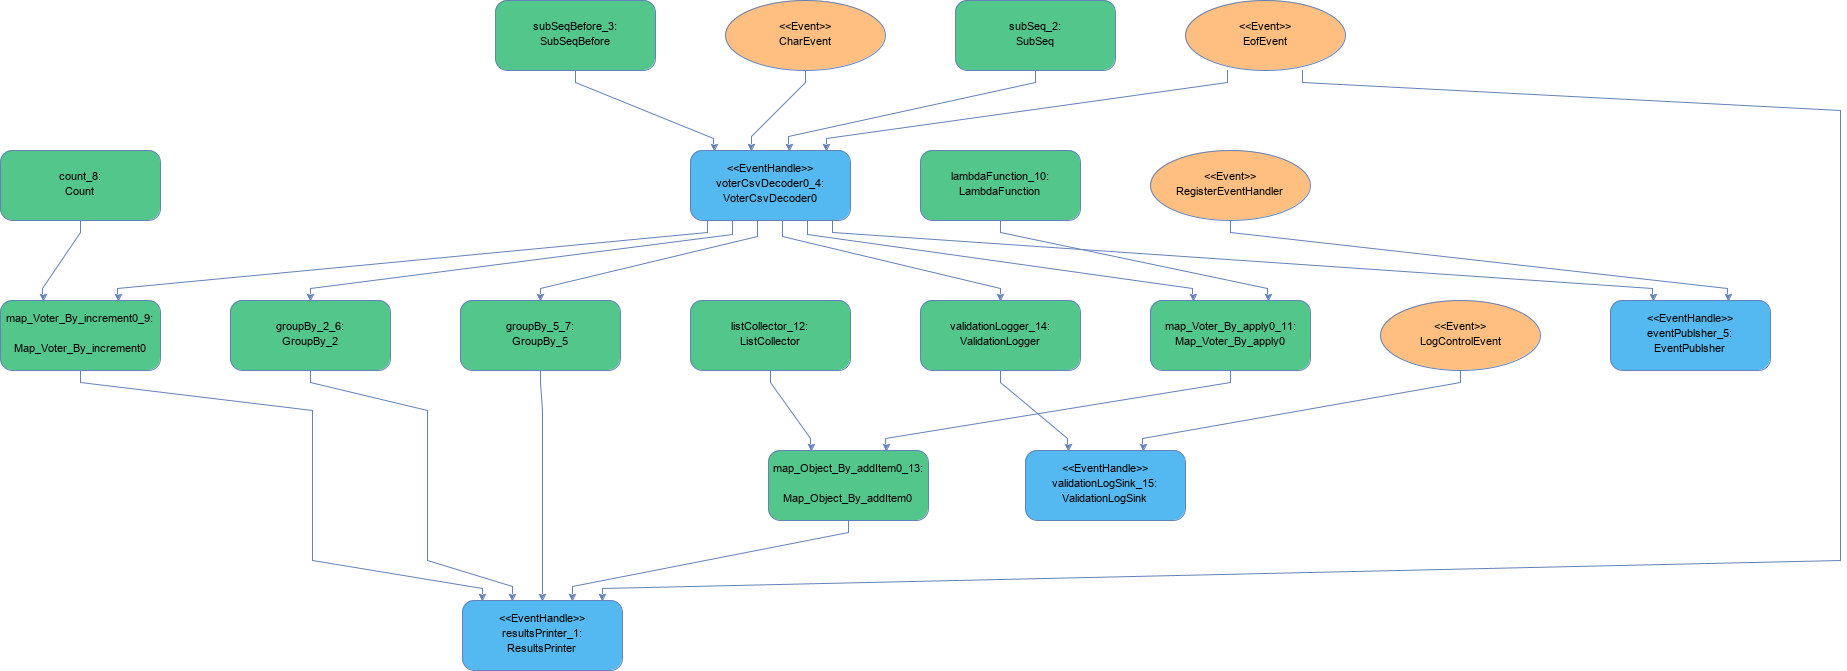 subSeqBefore_3:
SubSeqBefore
<<Event>>
CharEvent
subSeq_2:
SubSeq
<<Event>>
EofEvent
count_8:
Count
<<EventHandle>>
voterCsvDecoder0_4:
VoterCsvDecoder0
lambdaFunction_10:
LambdaFunction
<<Event>>
RegisterEventHandler
map_Voter_By_increment0_9:
Map_Voter_By_increment0
groupBy_2_6:
GroupBy_2
groupBy_5_7:
GroupBy_5
listCollector_12:
ListCollector
validationLogger_14:
ValidationLogger
map_Voter_By_apply0_11:
Map_Voter_By_apply0
<<Event>>
LogControlEvent
<<EventHandle>>
eventPublsher_5:
EventPublsher
map_Object_By_addItem0_13:
Map_Object_By_addItem0
<<EventHandle>>
validationLogSink_15:
ValidationLogSink
<<EventHandle>>
resultsPrinter_1:
ResultsPrinter